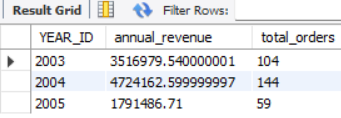 Result Grid Filter Rows:
YEAR_ID annual_revenue total_orders
2003 3516979.540000001 104
2004 4724162.599999997 144
2005 1791486.71 59